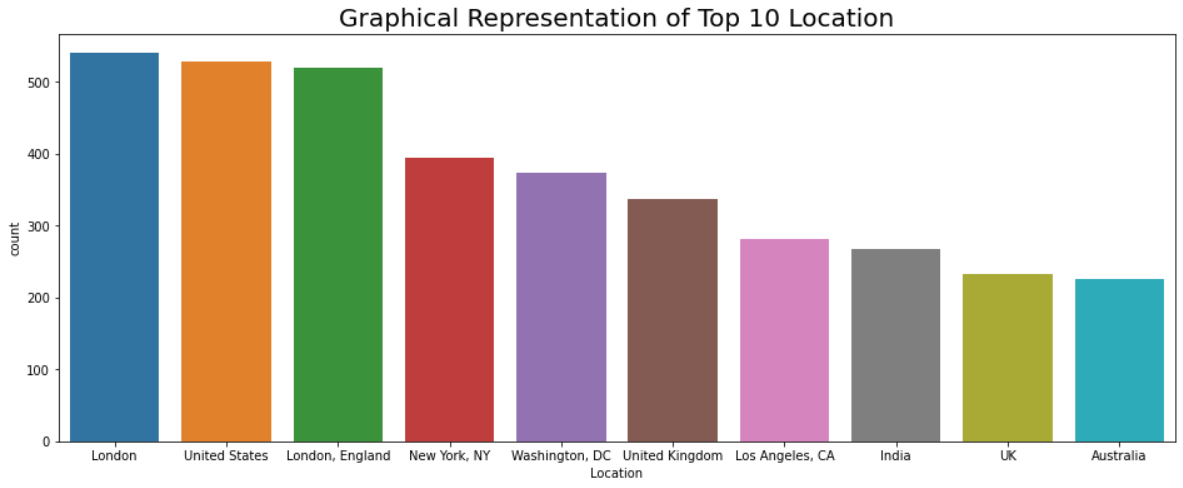 Graphical Representation of Top 10 Location
count
500
400
300
200
100
0
London United States London, England New York, NY Washington, DC United Kingdom Los Angeles, CA India UK Australia
Location